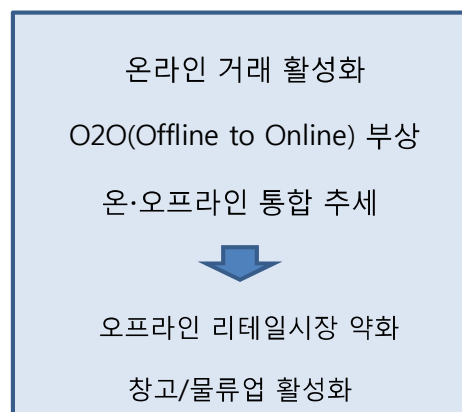 온라인 거래 활성화
O2O(Offline to Online) 부상
온·오프라인 통합 추세
오프라인 리테일시장 약화
창고/물류업 활성화